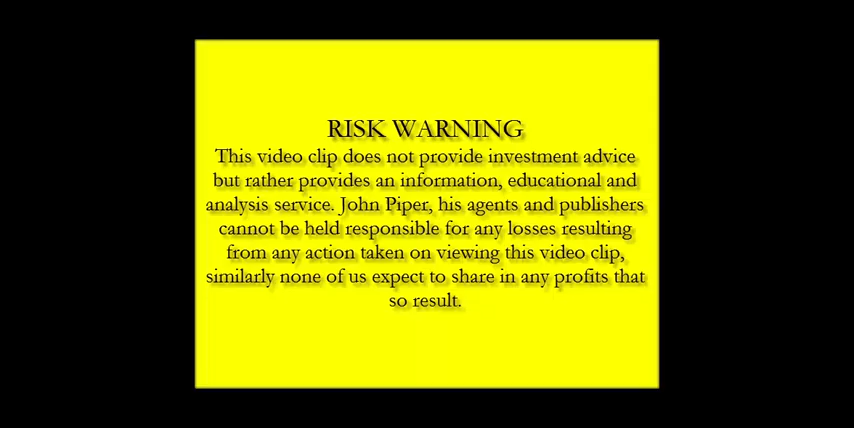 RISK WARNING
This video clip does not provide investment advice
but rather provides an information, educational and
analysis service. John Piper, his agents and publishers
cannot be held responsible for any losses resulting
from any action taken on viewing this video clip,
similarly none of us expect to share in any profits that
so result.